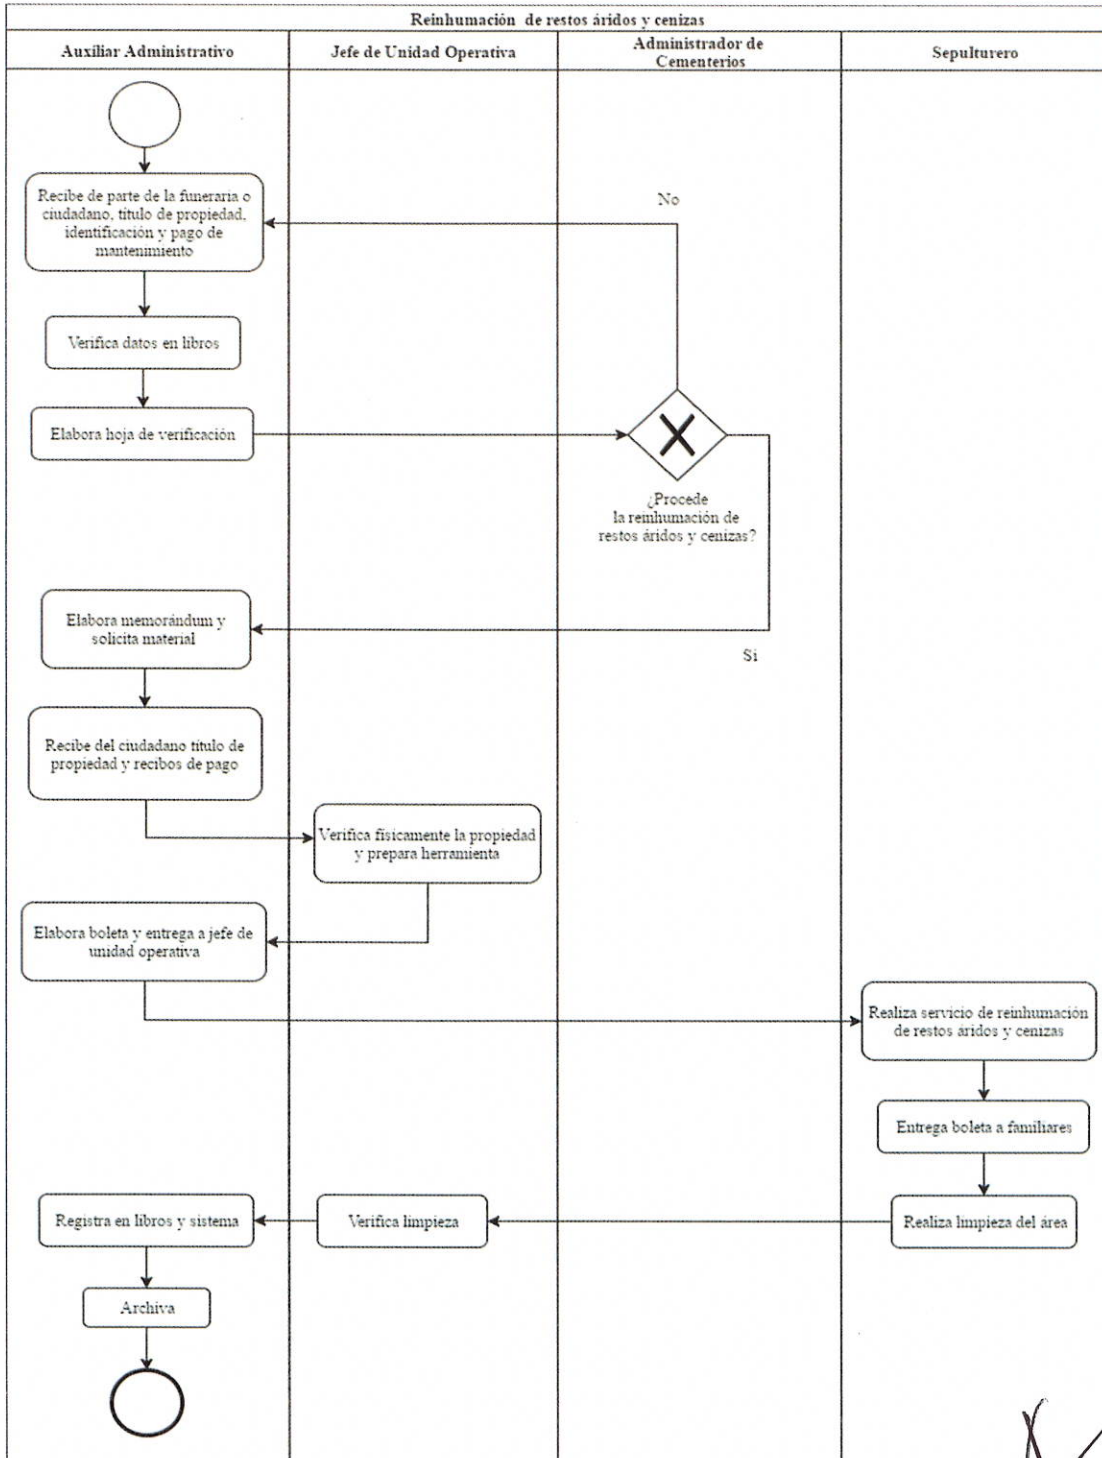 Reinhumación de restos áridos y cenizas
Auxiliar Administrativo
Jefe de Unidad Operativa
Administrador de
Cementerios
Sepulturero
Recibe de parte de la funeraria o
ciudadano, título de propiedad,
identificación y pago de
mantenimiento
No
Verifica datos en libros
Elabora hoja de verificación
¿Procede
la reinhumación de
restos áridos y cenizas?
Elabora memorándum y
solicita material
Si
Recibe del ciudadano título de
propiedad y recibos de pago
Verifica físicamente la propiedad
y prepara herramienta
Elabora boleta y entrega a jefe de
unidad operativa
Realiza servicio de reinhumación
de restos áridos y cenizas
Entrega boleta a familiares
Registra en libros y sistema
Verifica limpieza
Realiza limpieza del área
Archiva